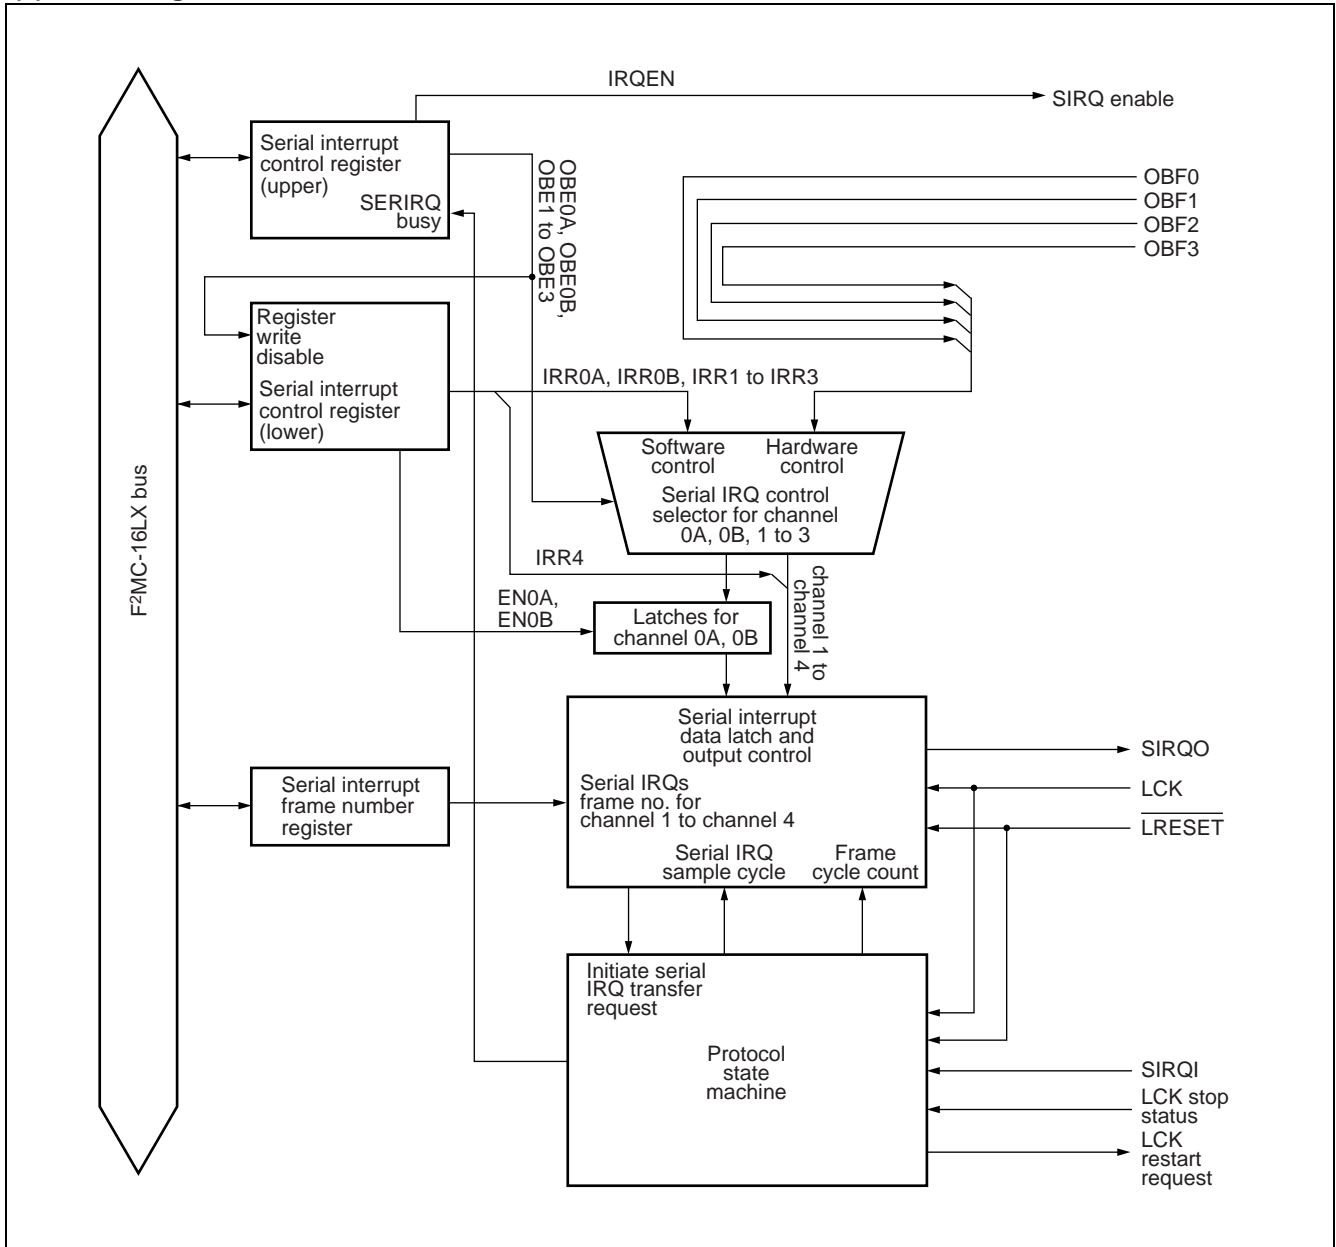 IRQEN
SIRQ enable
Serial interrupt
control register
(upper)
SERIRQ
busy
OBE0A, OBE0B,
OBE1 to OBE3
OBF0
OBF1
OBF2
OBF3
Register
write
disable
Serial interrupt
control register
(lower)
IRR0A, IRR0B, IRR1 to IRR3
Software
control
Hardware
control
Serial IRQ control
selector for channel
0A, 0B, 1 to 3
F²MC-16LX bus
IRR4
EN0A,
EN0B
Latches for
channel 0A, 0B
channel 1 to
channel 4
Serial interrupt
data latch and
output control
SIRQO
Serial interrupt
frame number
register
Serial IRQs
frame no. for
channel 1 to channel 4
LCK
LRESET
Serial IRQ
sample cycle
Frame
cycle count
Initiate serial
IRQ transfer
request
Protocol
state
machine
SIRQI
LCK stop
status
LCK
restart
request